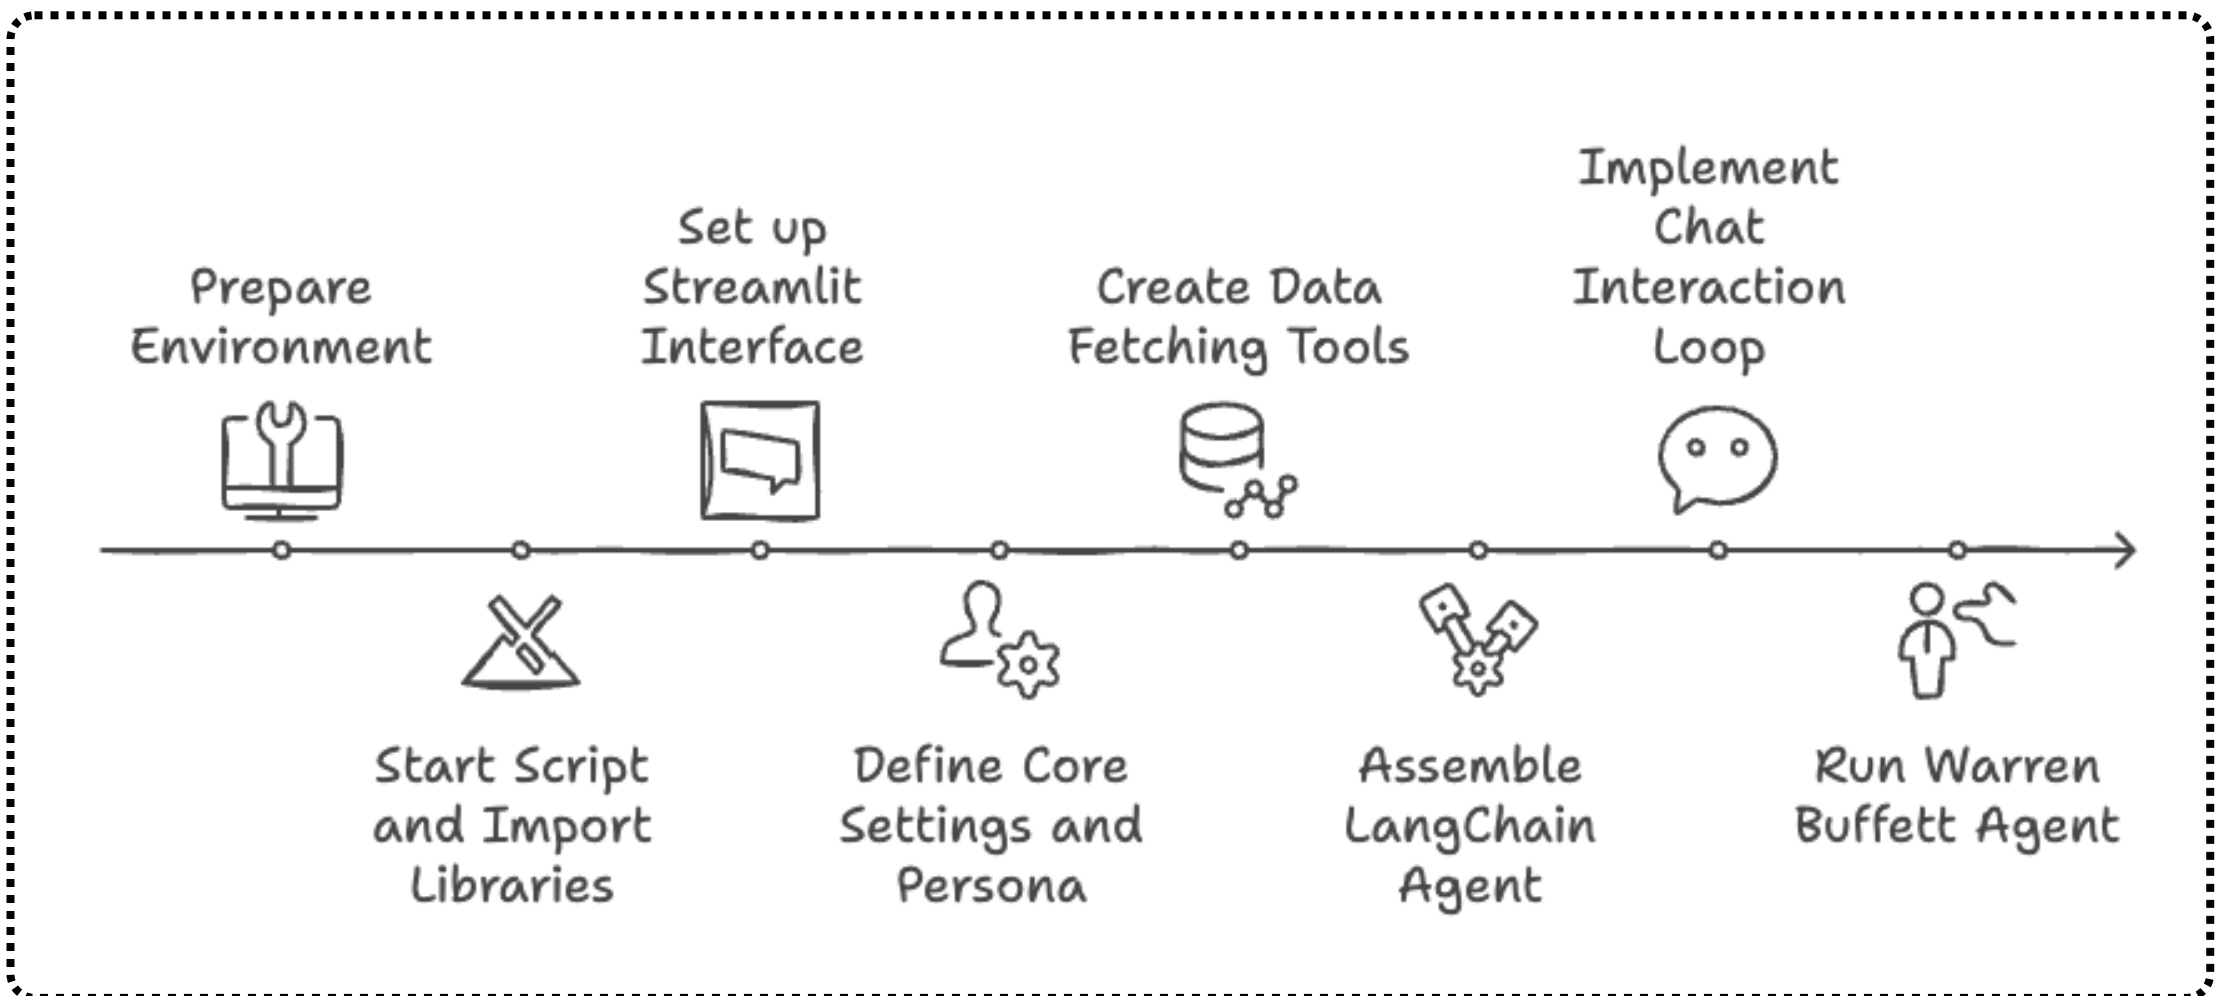 Prepare
Environment
Start Script
and Import
Libraries
Set up
Streamlit
Interface
Define Core
Settings and
Persona
Create Data
Fetching Tools
Assemble
LangChain
Agent
Implement
Chat
Interaction
Loop
Run Warren
Buffett Agent